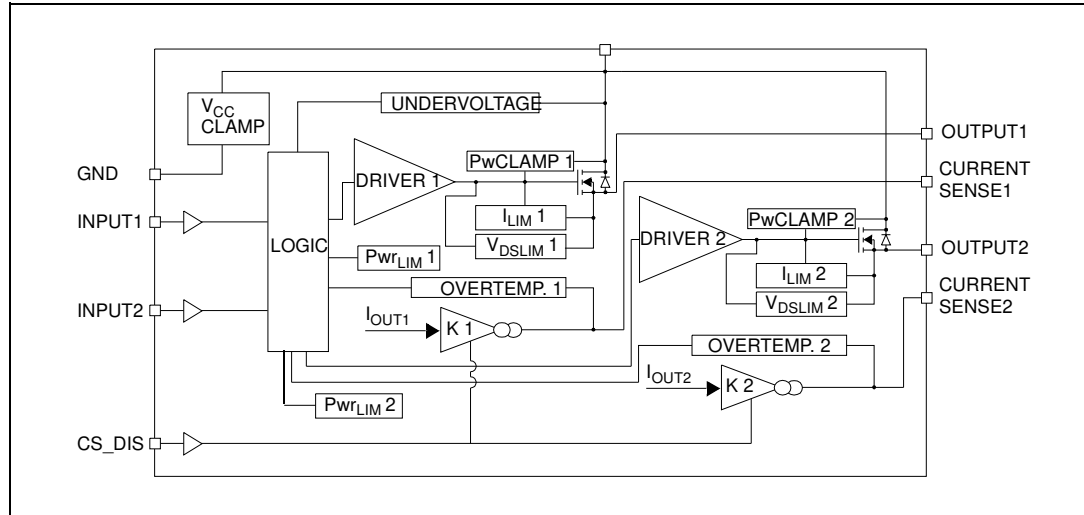 V_CC
CLAMP
UNDERVOLTAGE
GND
INPUT1
INPUT2
CS_DIS
LOGIC
DRIVER 1
PwCLAMP 1
I_LIM 1
V_DSLIM 1
Pwr_LIM 1
OVERTEMP. 1
I_OUT1
K 1
Pwr_LIM 2
DRIVER 2
PwCLAMP 2
I_LIM 2
V_DSLIM 2
OVERTEMP. 2
I_OUT2
K 2
OUTPUT1
CURRENT
SENSE1
OUTPUT2
CURRENT
SENSE2